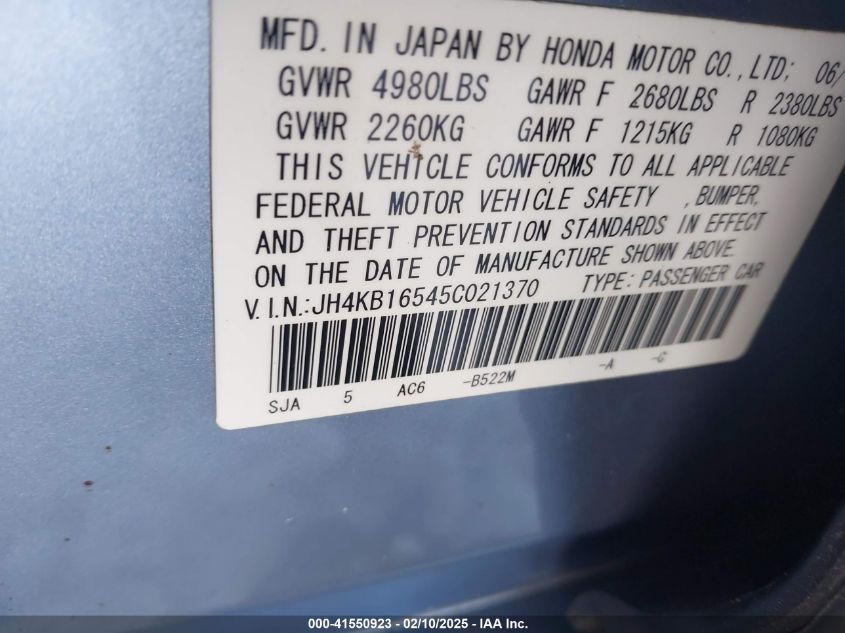 MFD. IN JAPAN BY HONDA MOTOR CO., LTD; 06/
GVWR 4980LBS GAWR F 2680LBS R 2380LBS
GVWR 2260KG GAWR F 1215KG R 1080KG
THIS VEHICLE CONFORMS TO ALL APPLICABLE
FEDERAL MOTOR VEHICLE SAFETY , BUMPER,
AND THEFT PREVENTION STANDARDS IN EFFECT
ON THE DATE OF MANUFACTURE SHOWN ABOVE.
V.I.N.:JH4KB16545C021370 TYPE: PASSENGER CAR
SJA 5 AC6 -B522M -A -C
000-41550923 - 02/10/2025 - IAA Inc.